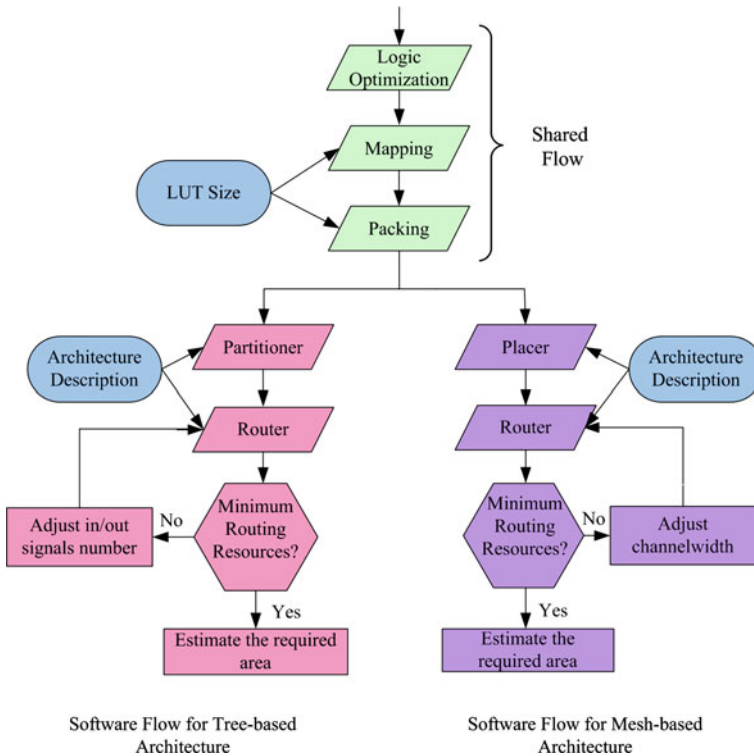 Logic
Optimization
Shared
Flow
Mapping
LUT Size
Packing
Partitioner
Architecture
Description
Router
Adjust in/out
signals number
No
Minimum
Routing
Resources?
Yes
Estimate the required
area
Placer
Architecture
Description
Router
Minimum
Routing
Resources?
No
Adjust
channelwidth
Yes
Estimate the
required area
Software Flow for Tree-based
Architecture
Software Flow for Mesh-based
Architecture